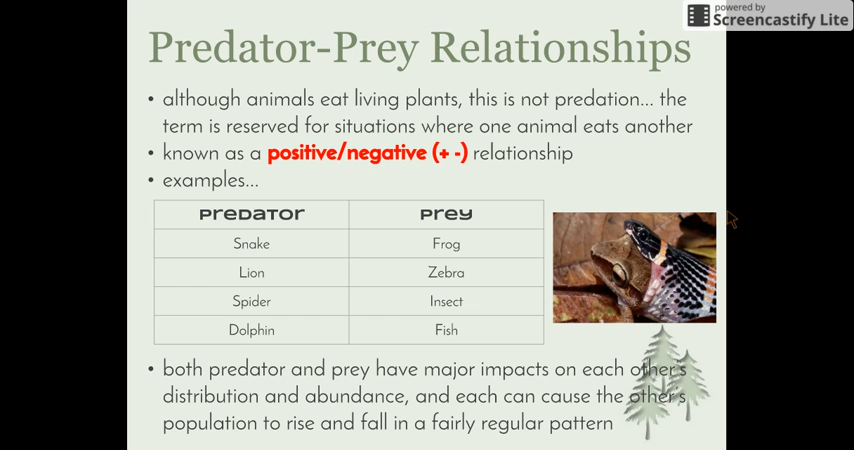 powered by
Screencastify Lite
Predator-Prey Relationships
• although animals eat living plants, this is not predation... the
term is reserved for situations where one animal eats another
• known as a positive/negative (+ -) relationship
• examples...
Predator Prey
Snake Frog
Lion Zebra
Spider Insect
Dolphin Fish
• both predator and prey have major impacts on each other's
distribution and abundance, and each can cause the other's
population to rise and fall in a fairly regular pattern